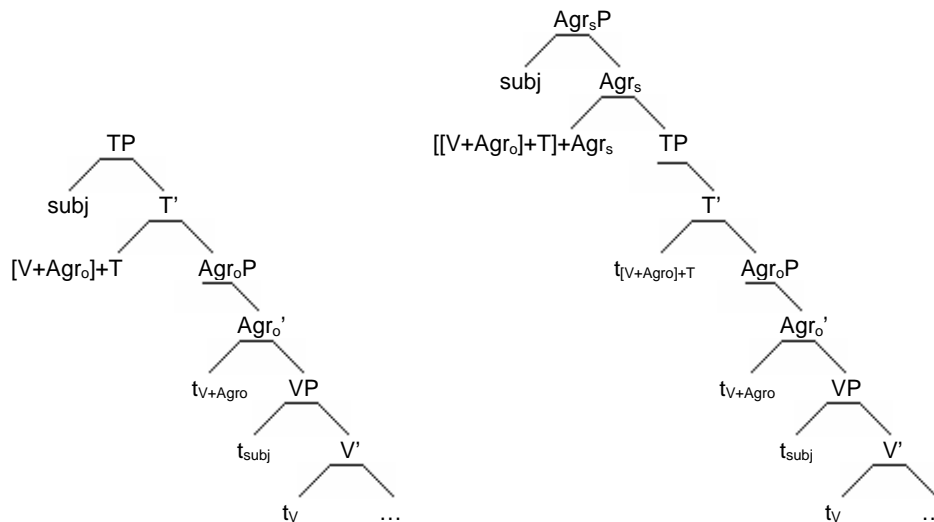 AgrₛP
subj Agrₛ
TP [[V+Agrₒ]+T]+Agrₛ TP
subj T’ T’
[V+Agrₒ]+T AgrₒP t[V+Agro]+T AgrₒP
Agrₒ’ Agrₒ’
tV+Agro VP tV+Agro VP
tsubj V’ tsubj V’
tV … tV …